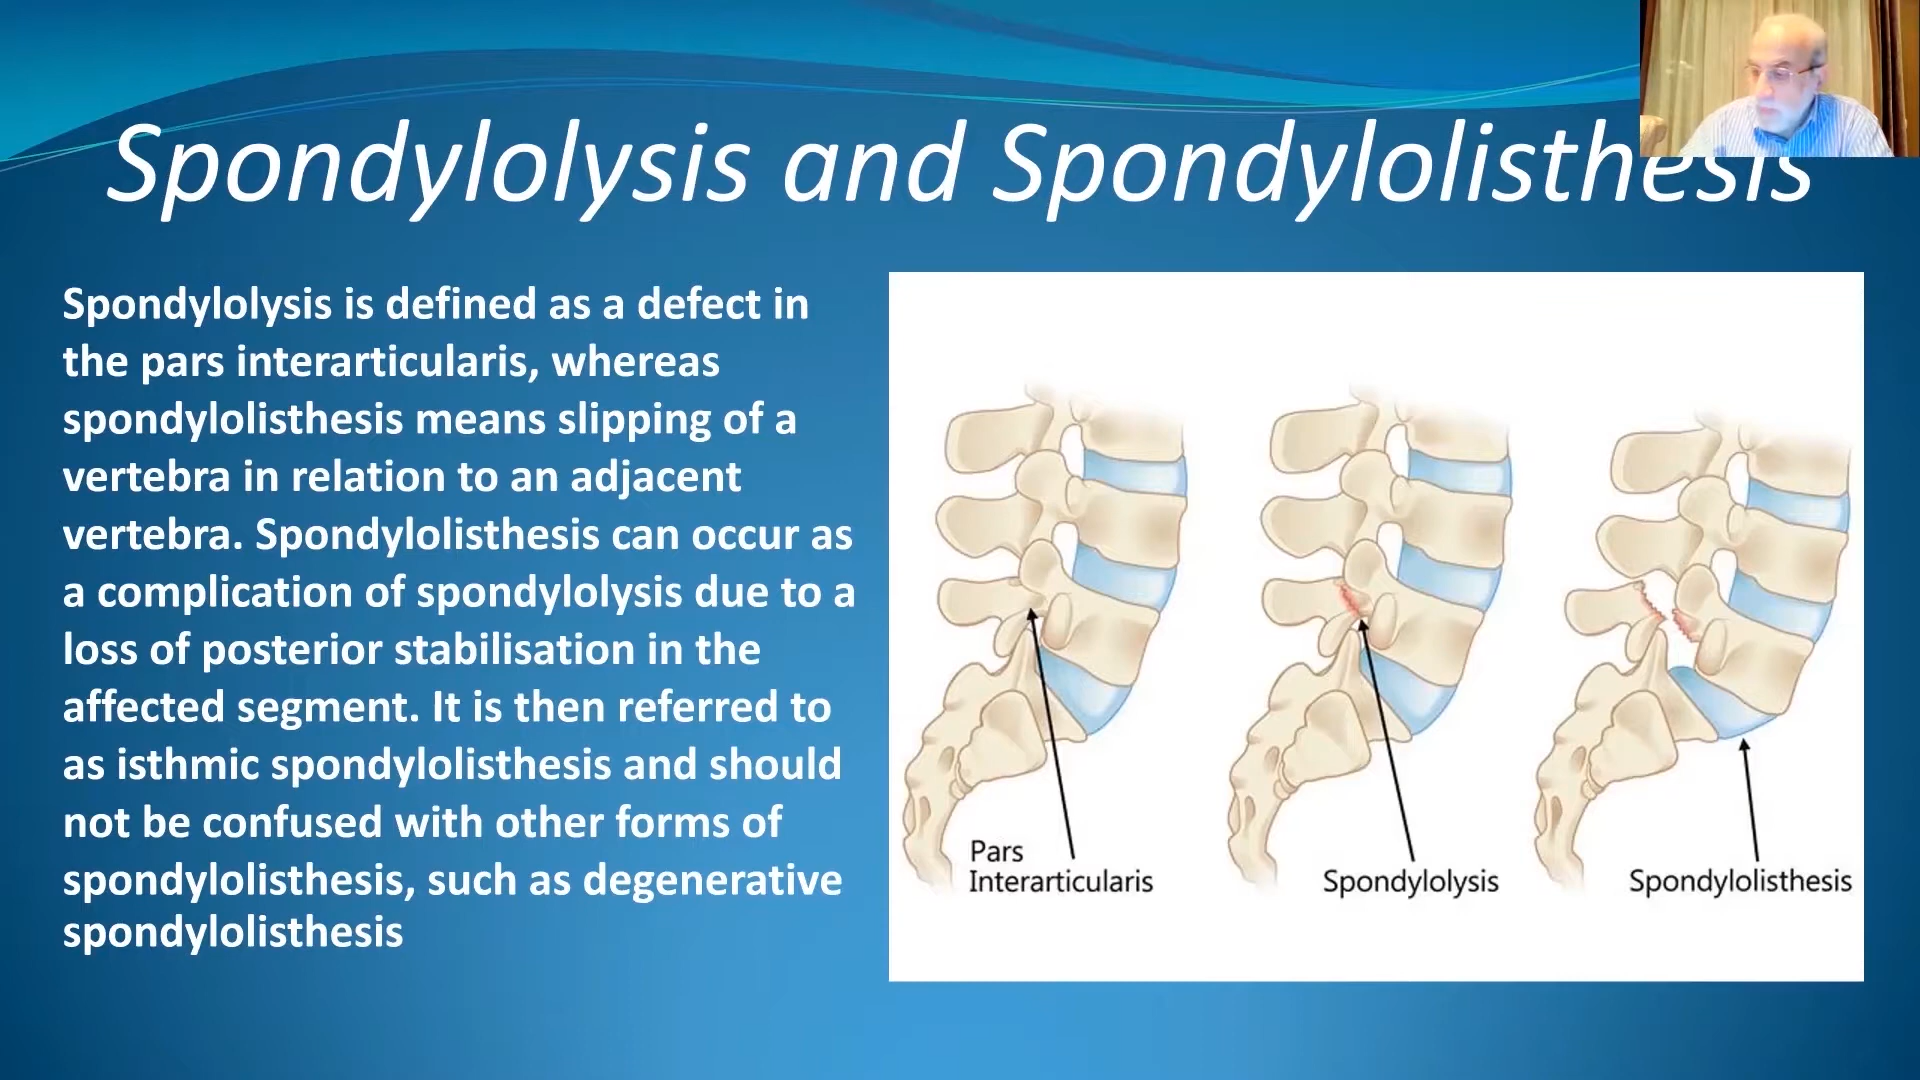 Spondylolysis and Spondylolisthesis
Spondylolysis is defined as a defect in
the pars interarticularis, whereas
spondylolisthesis means slipping of a
vertebra in relation to an adjacent
vertebra. Spondylolisthesis can occur as
a complication of spondylolysis due to a
loss of posterior stabilisation in the
affected segment. It is then referred to
as isthmic spondylolisthesis and should
not be confused with other forms of
spondylolisthesis, such as degenerative
spondylolisthesis
Pars
Interarticularis
Spondylolysis
Spondylolisthesis